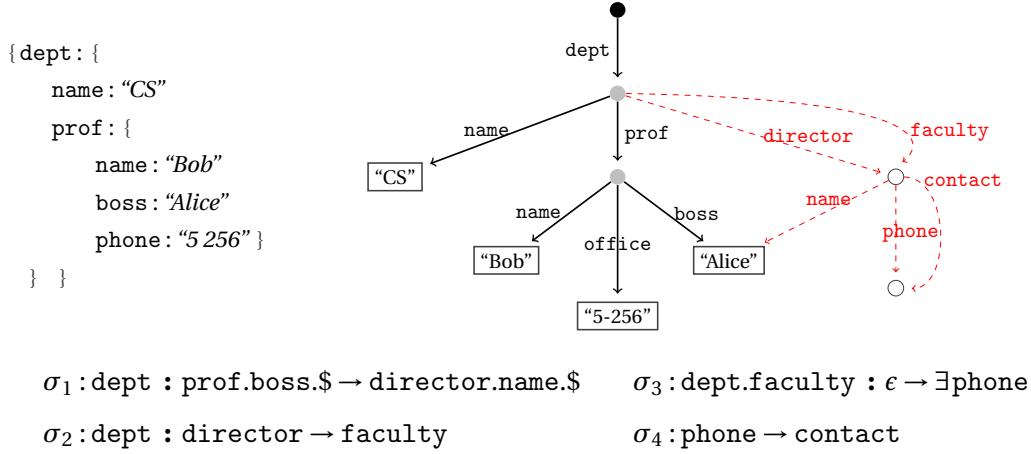 {dept: {
name: “CS”
prof: {
name: “Bob”
boss: “Alice”
phone: “5 256” }
} }
dept
name
prof
director
faculty
“CS”
contact
name
name
office
boss
phone
“Bob”
“Alice”
“5-256”
σ1:dept : prof.boss.$ → director.name.$
σ3:dept.faculty : ϵ → ∃phone
σ2:dept : director → faculty
σ4:phone → contact